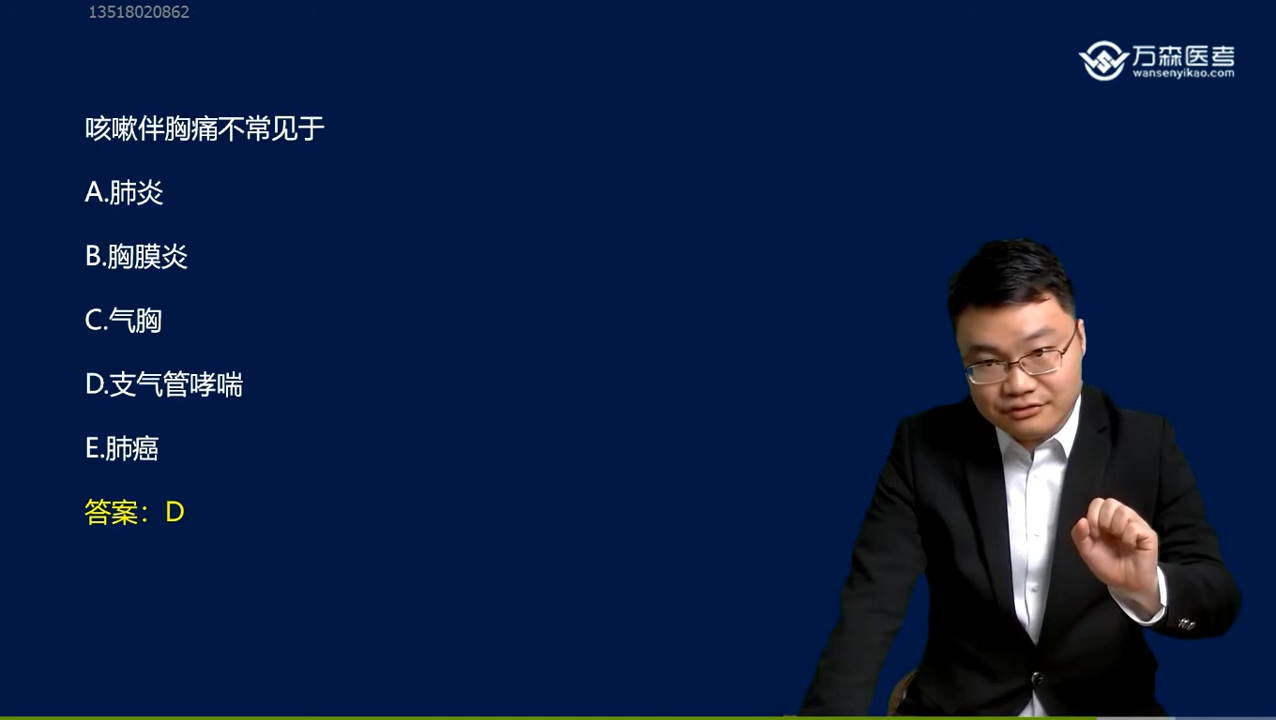 13518020862
万森医考
wansenyikao.com
咳嗽伴胸痛不常见于
A.肺炎
B.胸膜炎
C.气胸
D.支气管哮喘
E.肺癌
答案：D